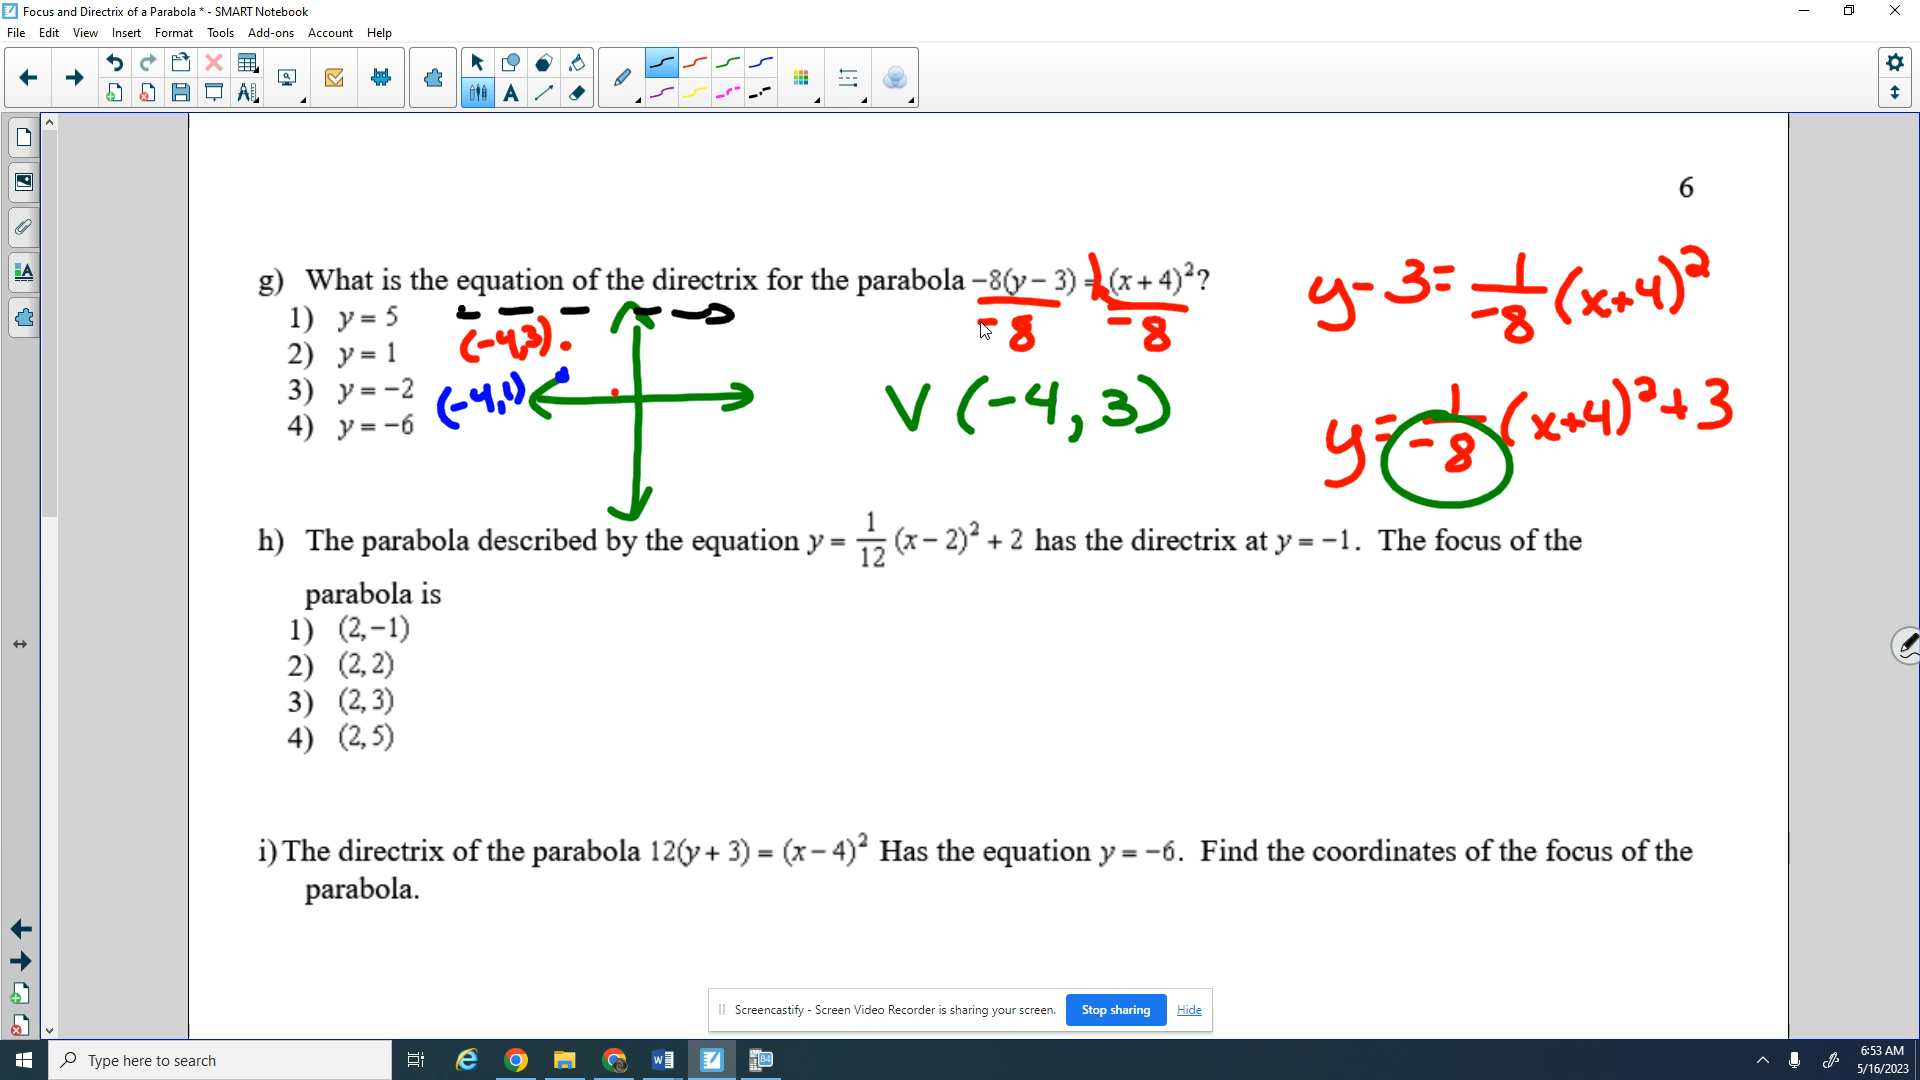 Focus and Directrix of a Parabola * - SMART Notebook
File Edit View Insert Format Tools Add-ons Account Help
6
g) What is the equation of the directrix for the parabola −8(y − 3) = (x + 4)²?
-8 -8
1) y = 5
2) y = 1
3) y = −2
4) y = −6
(-4,3)
(-4,1)
V (-4, 3)
y-3 = 1/-8 (x+4)²
y = 1/-8 (x+4)² + 3
h) The parabola described by the equation y = 1/12 (x − 2)² + 2 has the directrix at y = −1. The focus of the
parabola is
1) (2,−1)
2) (2, 2)
3) (2, 3)
4) (2, 5)
i) The directrix of the parabola 12(y + 3) = (x − 4)² Has the equation y = −6. Find the coordinates of the focus of the
parabola.
Screencastify - Screen Video Recorder is sharing your screen. Stop sharing Hide
Type here to search
84
6:53 AM
5/16/2023